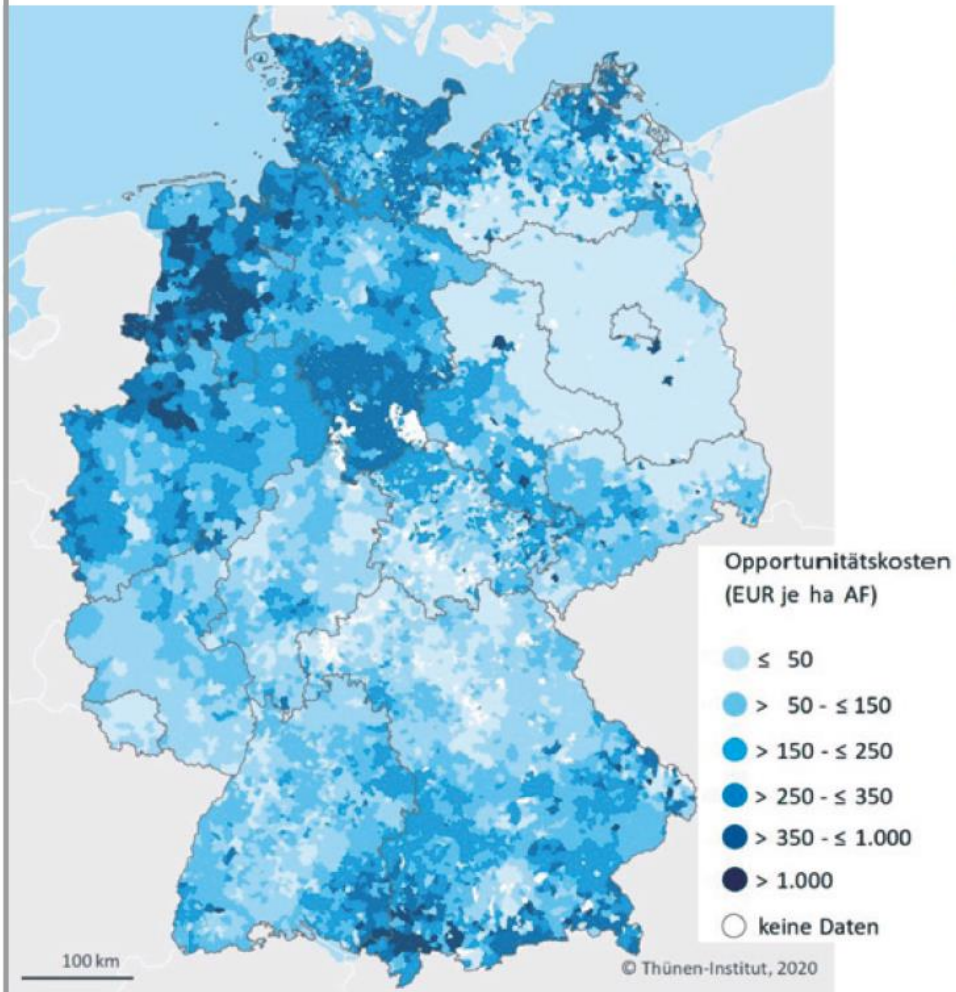 Opportunitätskosten
(EUR je ha AF)
≤ 50
> 50 - ≤ 150
> 150 - ≤ 250
> 250 - ≤ 350
> 350 - ≤ 1.000
> 1.000
keine Daten
100 km
© Thünen-Institut, 2020